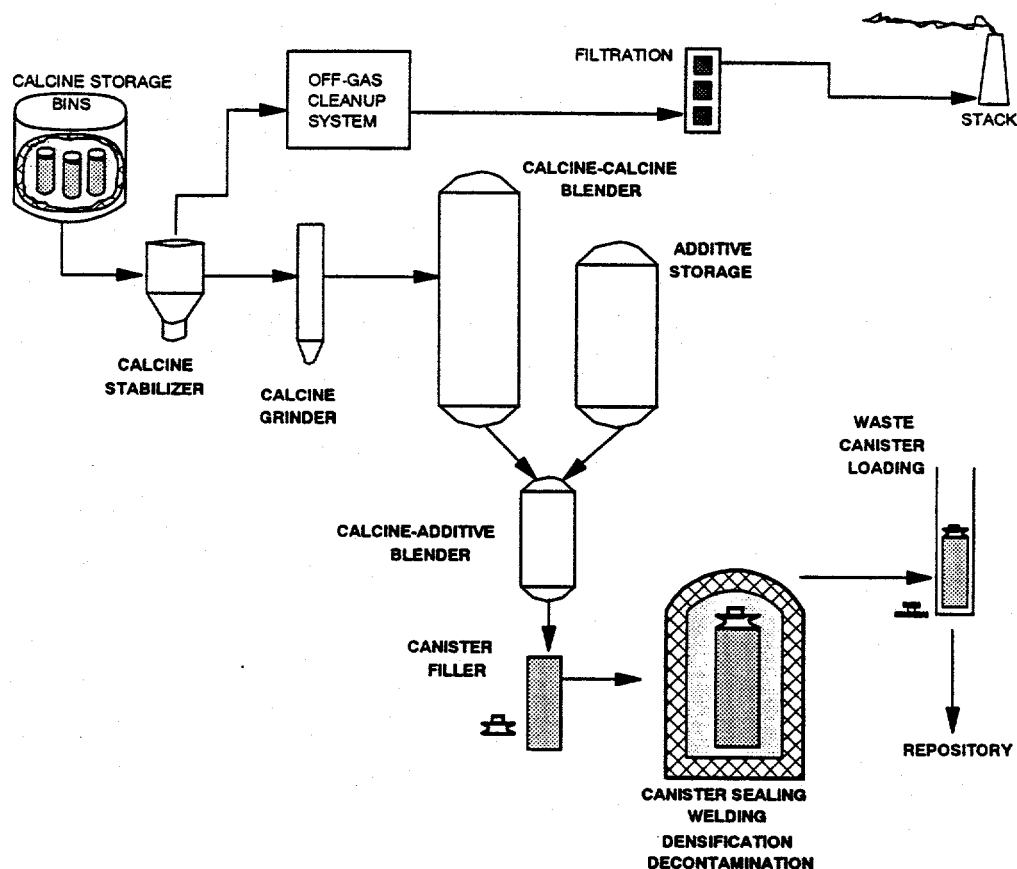 CALCINE STORAGE
BINS
OFF-GAS
CLEANUP
SYSTEM
FILTRATION
STACK
CALCINE-CALCINE
BLENDER
ADDITIVE
STORAGE
CALCINE
STABILIZER
CALCINE
GRINDER
WASTE
CANISTER
LOADING
CALCINE-ADDITIVE
BLENDER
CANISTER
FILLER
REPOSITORY
CANISTER SEALING
WELDING
DENSIFICATION
DECONTAMINATION